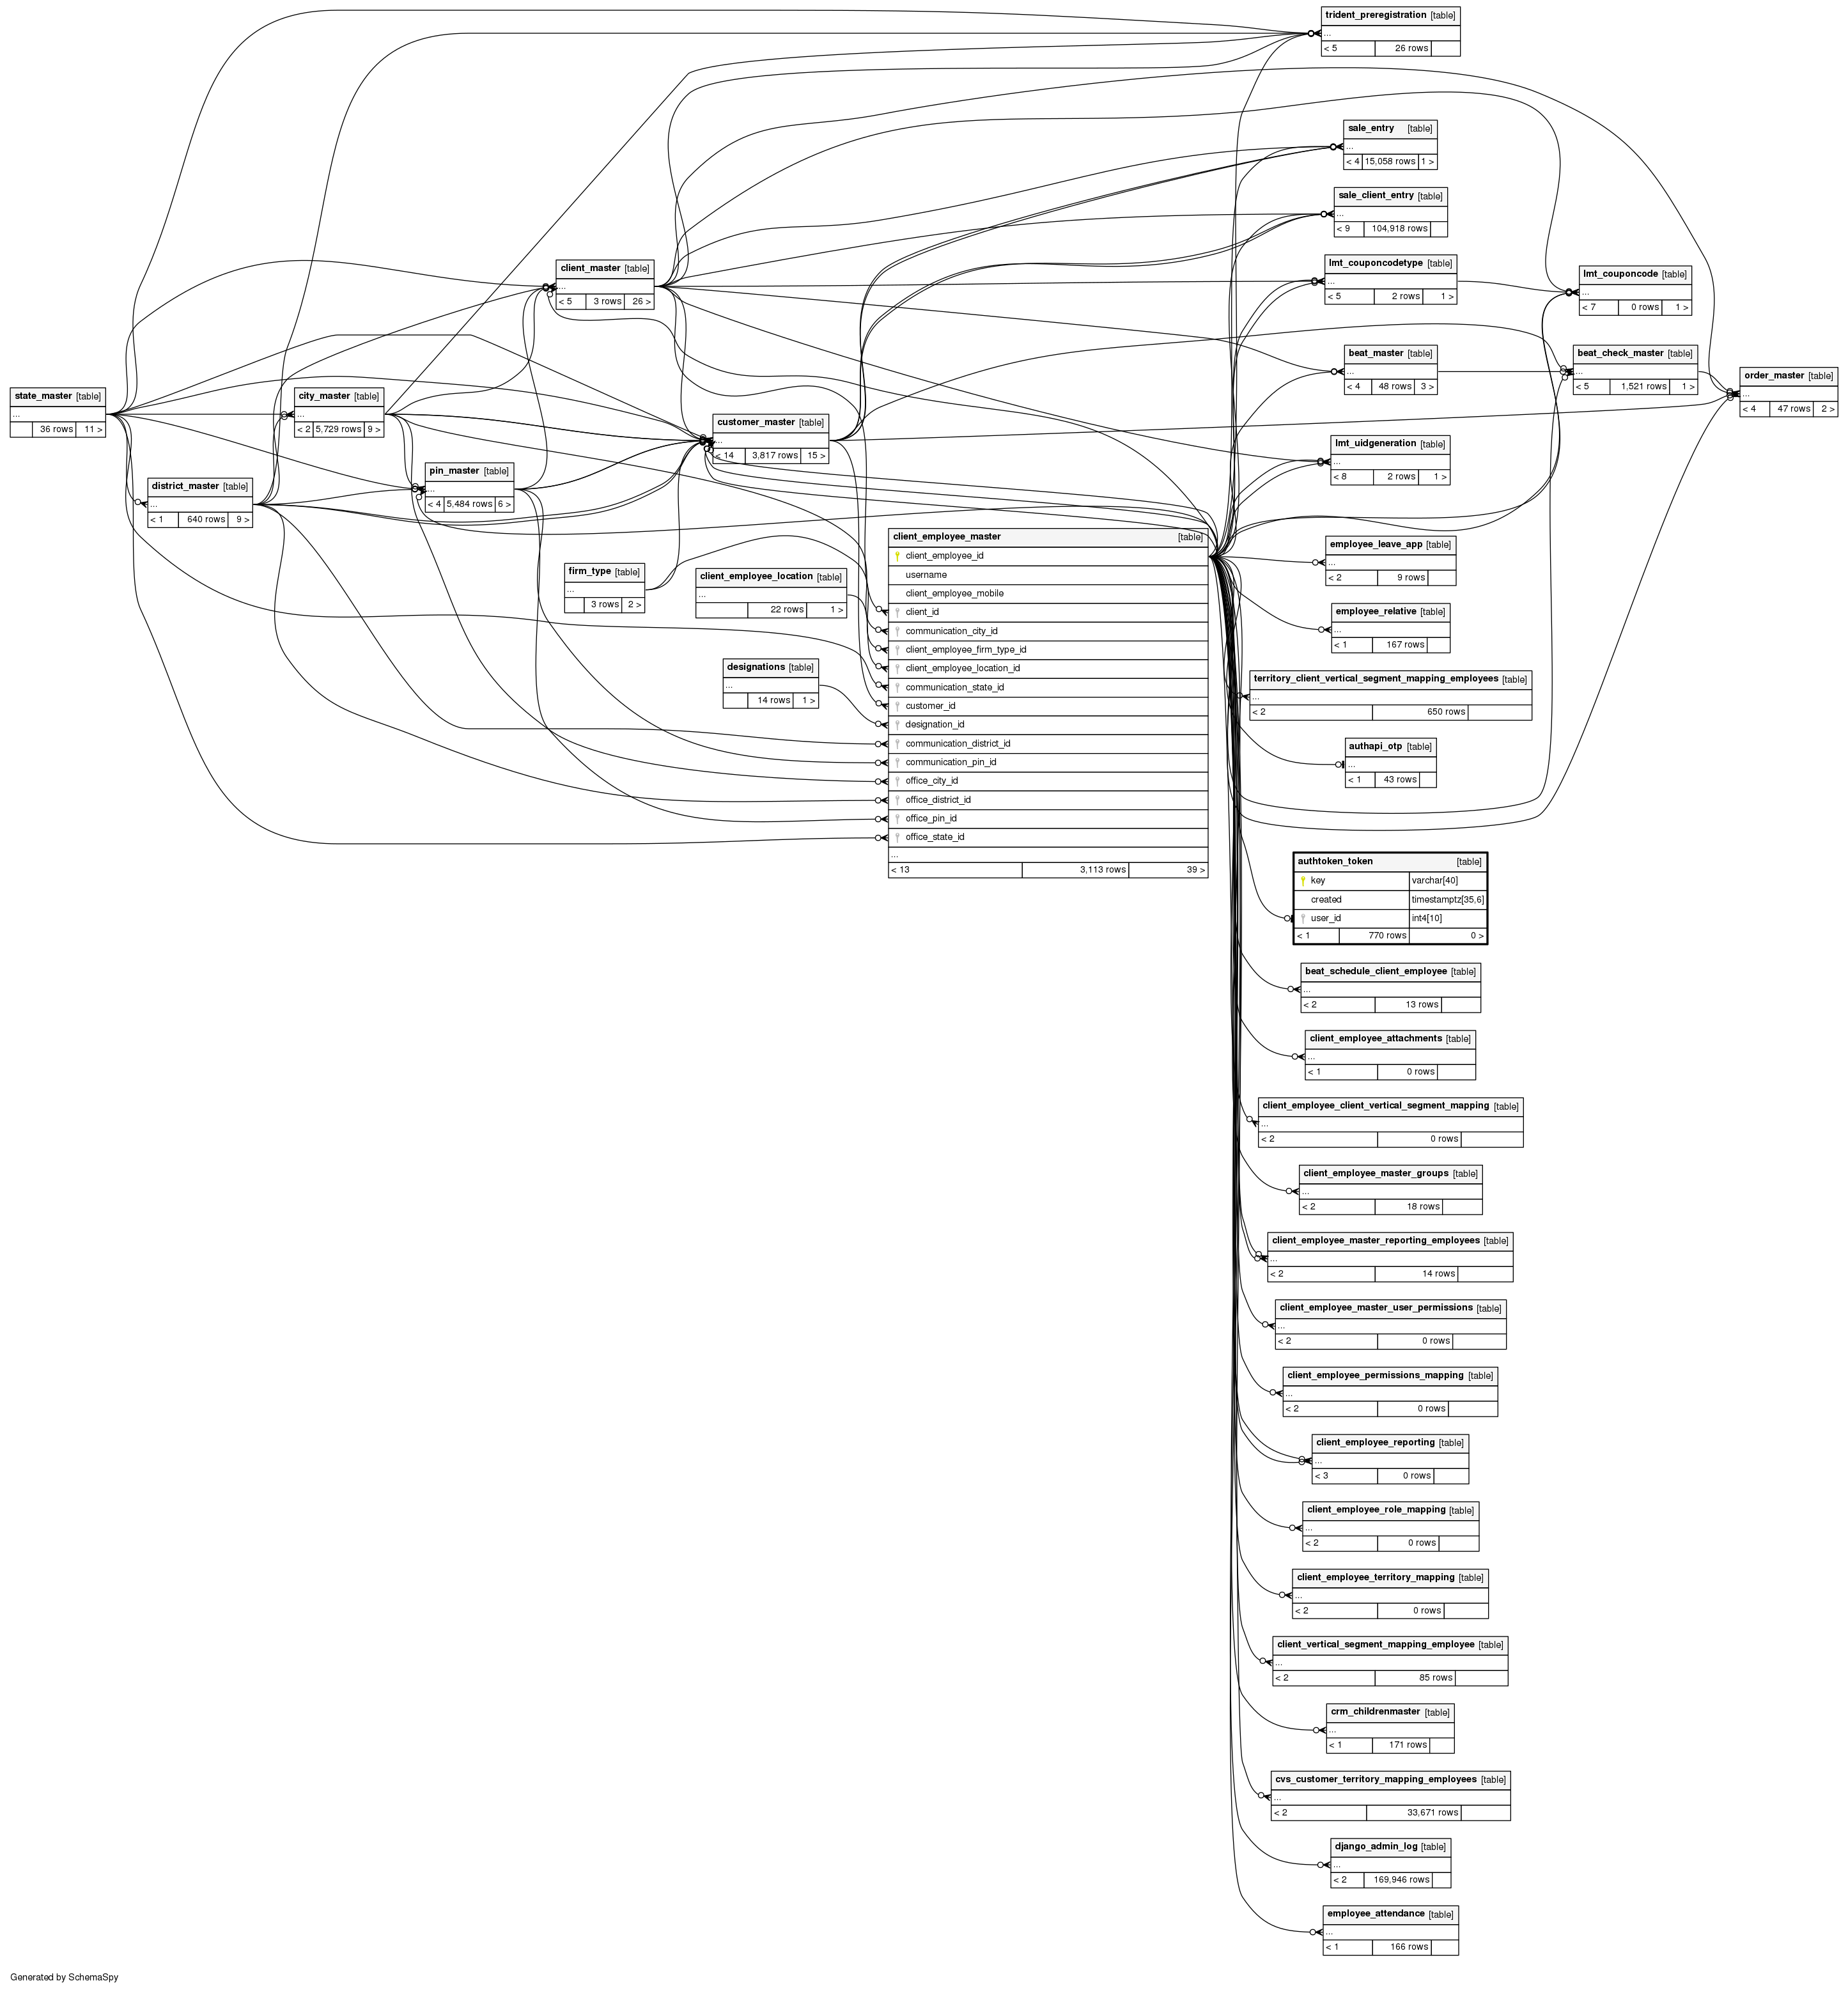 trident_preregistration [table]
...
< 5 26 rows
sale_entry [table]
...
< 4 15,058 rows 1 >
sale_client_entry [table]
...
< 9 104,918 rows
client_master [table]
...
< 5 3 rows 26 >
lmt_couponcodetype [table]
...
< 5 2 rows 1 >
lmt_couponcode [table]
...
< 7 0 rows 1 >
beat_master [table]
...
< 4 48 rows 3 >
beat_check_master [table]
...
< 5 1,521 rows 1 >
order_master [table]
...
< 4 47 rows 2 >
state_master [table]
...
36 rows 11 >
city_master [table]
...
< 2 5,729 rows 9 >
customer_master [table]
...
< 14 3,817 rows 15 >
lmt_uidgeneration [table]
...
< 8 2 rows 1 >
pin_master [table]
...
< 4 5,484 rows 6 >
district_master [table]
...
< 1 640 rows 9 >
client_employee_master [table]
client_employee_id
username
client_employee_mobile
client_id
communication_city_id
client_employee_firm_type_id
client_employee_location_id
communication_state_id
customer_id
designation_id
communication_district_id
communication_pin_id
office_city_id
office_district_id
office_pin_id
office_state_id
...
< 13 3,113 rows 39 >
firm_type [table]
...
3 rows 2 >
client_employee_location [table]
...
22 rows 1 >
designations [table]
...
14 rows 1 >
employee_leave_app [table]
...
< 2 9 rows
employee_relative [table]
...
< 1 167 rows
territory_client_vertical_segment_mapping_employees [table]
...
< 2 650 rows
authapi_otp [table]
...
< 1 43 rows
authtoken_token [table]
key varchar[40]
created timestamptz[35,6]
user_id int4[10]
< 1 770 rows 0 >
beat_schedule_client_employee [table]
...
< 2 13 rows
client_employee_attachments [table]
...
< 1 0 rows
client_employee_client_vertical_segment_mapping [table]
...
< 2 0 rows
client_employee_master_groups [table]
...
< 2 18 rows
client_employee_master_reporting_employees [table]
...
< 2 14 rows
client_employee_master_user_permissions [table]
...
< 2 0 rows
client_employee_permissions_mapping [table]
...
< 2 0 rows
client_employee_reporting [table]
...
< 3 0 rows
client_employee_role_mapping [table]
...
< 2 0 rows
client_employee_territory_mapping [table]
...
< 2 0 rows
client_vertical_segment_mapping_employee [table]
...
< 2 85 rows
crm_childrenmaster [table]
...
< 1 171 rows
cvs_customer_territory_mapping_employees [table]
...
< 2 33,671 rows
django_admin_log [table]
...
< 2 169,946 rows
employee_attendance [table]
...
< 1 166 rows
Generated by SchemaSpy